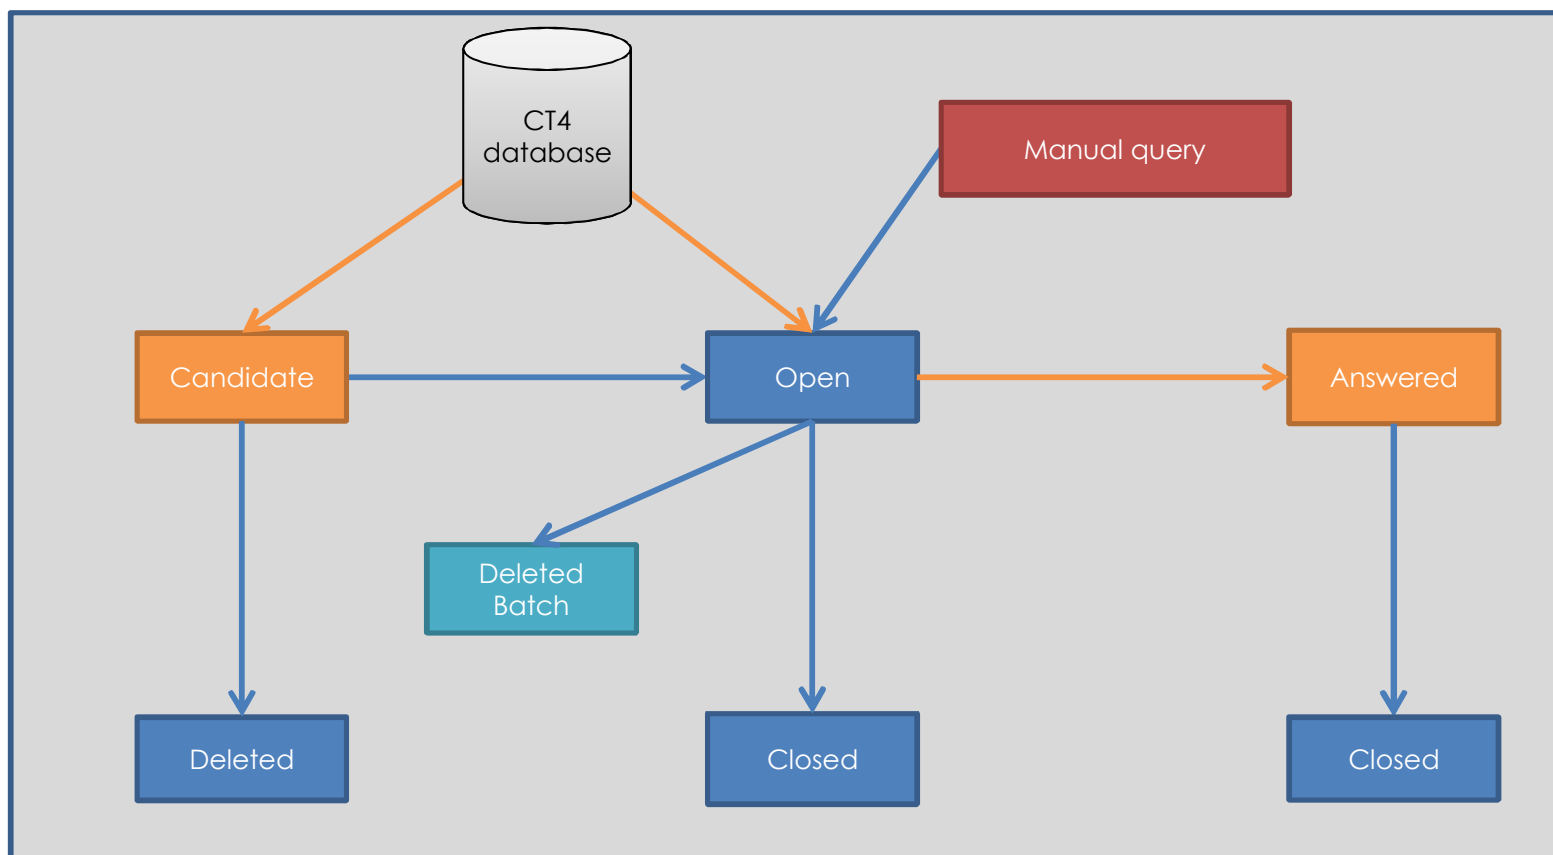 CT4
database
Manual query
Candidate
Open
Answered
Deleted
Batch
Deleted
Closed
Closed